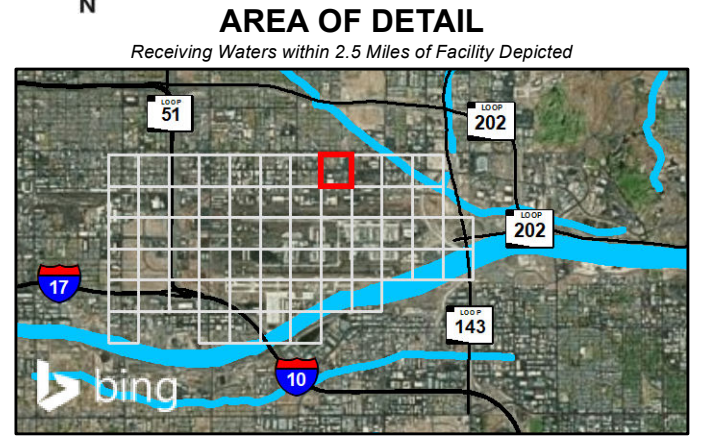 N
AREA OF DETAIL
Receiving Waters within 2.5 Miles of Facility Depicted
LOOP
51
LOOP
202
LOOP
202
17
LOOP
143
10
bing